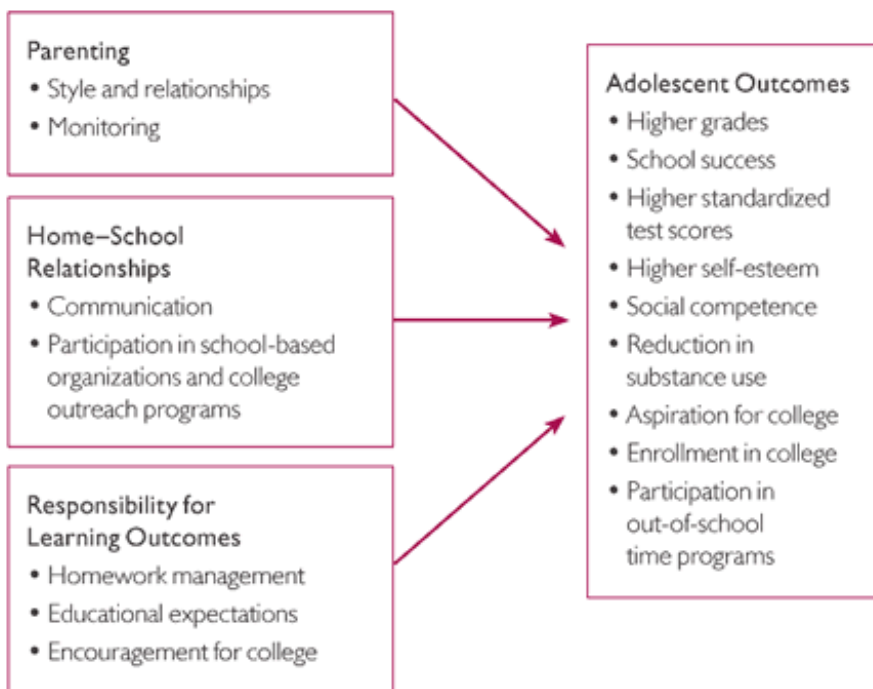 Parenting
• Style and relationships
• Monitoring
Home–School
Relationships
• Communication
• Participation in school-based
organizations and college
outreach programs
Responsibility for
Learning Outcomes
• Homework management
• Educational expectations
• Encouragement for college
Adolescent Outcomes
• Higher grades
• School success
• Higher standardized
test scores
• Higher self-esteem
• Social competence
• Reduction in
substance use
• Aspiration for college
• Enrollment in college
• Participation in
out-of-school
time programs